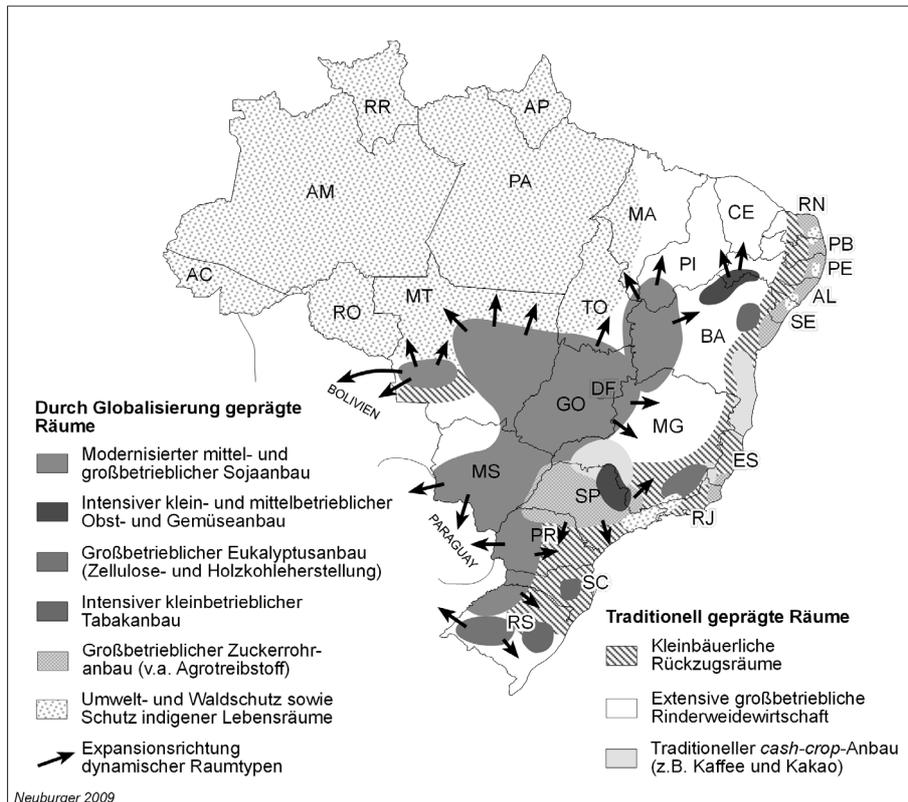 RR
AP
AM
PA
MA
CE
RN
PB
PE
AL
SE
PI
AC
RO
MT
TO
BA
BOLIVIEN
DF
GO
MG
ES
MS
SP
RJ
PARAGUAY
PR
SC
RS
Durch Globalisierung geprägte
Räume
Modernisierter mittel- und
großbetrieblicher Sojaanbau
Intensiver klein- und mittelbetrieblicher
Obst- und Gemüseanbau
Großbetrieblicher Eukalyptusanbau
(Zellulose- und Holzkohleherstellung)
Intensiver kleinbetrieblicher
Tabakanbau
Großbetrieblicher Zuckerrohr-
anbau (v.a. Agrotreibstoff)
Umwelt- und Waldschutz sowie
Schutz indigener Lebensräume
Expansionsrichtung
dynamischer Raumtypen
Traditionell geprägte Räume
Kleinbäuerliche
Rückzugsräume
Extensive großbetriebliche
Rinderweidewirtschaft
Traditioneller cash-crop-Anbau
(z.B. Kaffee und Kakao)
Neuburger 2009